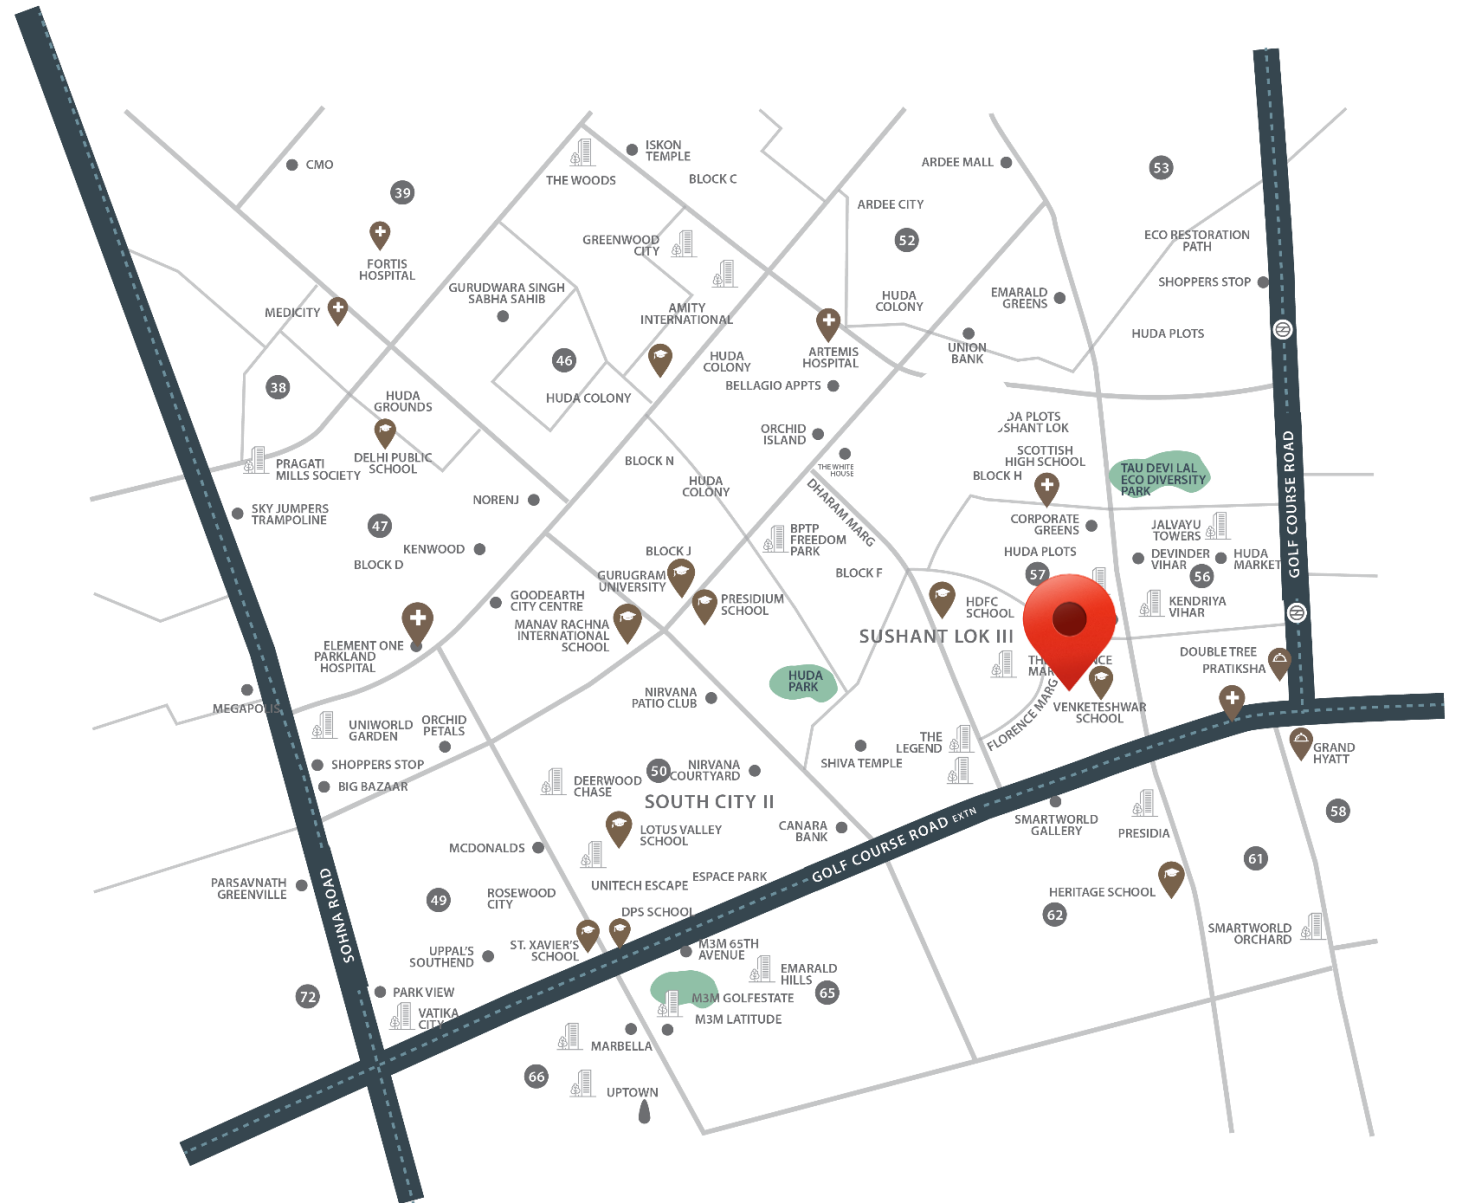 ISKON
TEMPLE
CMO
THE WOODS
BLOCK C
ARDEE MALL
53
39
ARDEE CITY
52
GREENWOOD
CITY
ECO RESTORATION
PATH
FORTIS
HOSPITAL
GURUDWARA SINGH
SABHA SAHIB
SHOPPERS STOP
MEDICITY
AMITY
INTERNATIONAL
HUDA
COLONY
EMARALD
GREENS
HUDA PLOTS
ARTEMIS
HOSPITAL
UNION
BANK
46
HUDA
COLONY
38
BELLAGIO APPTS
HUDA COLONY
HUDA
GROUNDS
ORCHID
ISLAND
DA PLOTS
SHANT LOK
DELHI PUBLIC
SCHOOL
PRAGATI
MILLS SOCIETY
BLOCK N
THE WHITE
HOUSE
SCOTTISH
HIGH SCHOOL
BLOCK H
TAU DEVI LAL
ECO DIVERSITY
PARK
GOLF COURSE ROAD
HUDA
COLONY
DHARAM MARG
NORENJ
SKY JUMPERS
TRAMPOLINE
47
BPTP
FREEDOM
PARK
CORPORATE
GREENS
JALVAYU
TOWERS
KENWOOD
BLOCK J
HUDA PLOTS
DEVINDER
VIHAR
HUDA
MARKET
BLOCK D
GURUGRAM
UNIVERSITY
BLOCK F
57
56
GOODEARTH
CITY CENTRE
PRESIDIUM
SCHOOL
HDFC
SCHOOL
KENDRIYA
VIHAR
MANAV RACHNA
INTERNATIONAL
SCHOOL
SUSHANT LOK III
ELEMENT ONE
PARKLAND
HOSPITAL
DOUBLE TREE
PRATIKSHA
HUDA
PARK
MEGAPOLIS
NIRVANA
PATIO CLUB
FLORENCE MARG
VENKETESHWAR
SCHOOL
UNIWORLD
GARDEN
ORCHID
PETALS
THE
LEGEND
GRAND
HYATT
SHOPPERS STOP
SHIVA TEMPLE
BIG BAZAAR
50
NIRVANA
COURTYARD
DEERWOOD
CHASE
SOUTH CITY II
58
SMARTWORLD
GALLERY
PRESIDIA
CANARA
BANK
LOTUS VALLEY
SCHOOL
GOLF COURSE ROAD EXTN
MCDONALDS
61
PARSAVNATH
GREENVILLE
UNITECH ESCAPE
ESPACE PARK
HERITAGE SCHOOL
49
ROSEWOOD
CITY
SOHNA ROAD
DPS SCHOOL
62
SMARTWORLD
ORCHARD
UPPAL'S
SOUTHEND
ST. XAVIER'S
SCHOOL
M3M 65TH
AVENUE
EMARALD
HILLS
65
72
PARK VIEW
M3M GOLFESTATE
VATIKA
CITY
M3M LATITUDE
MARBELLA
66
UPTOWN